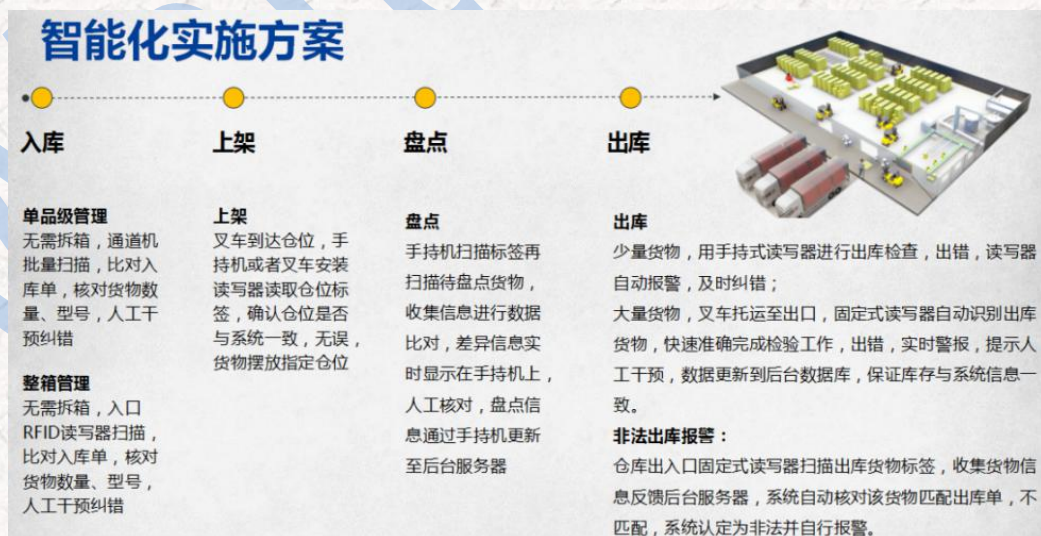 智能化实施方案
入库
上架
盘点
出库
单品级管理
无需拆箱，通道机
批量扫描，比对入
库单，核对货物数
量、型号，人工干
预纠错
整箱管理
无需拆箱，入口
RFID读写器扫描，
比对入库单，核对
货物数量、型号，
人工干预纠错
上架
叉车到达仓位，手
持机或者叉车安装
读写器读取仓位标
签，确认仓位是否
与系统一致，无误，
货物摆放指定仓位
盘点
手持机扫描标签再
扫描待盘点货物，
收集信息进行数据
比对，差异信息实
时显示在手持机上，
人工核对，盘点信
息通过手持机更新
至后台服务器
出库
少量货物，用手持式读写器进行出库检查，出错，读写器
自动报警，及时纠错；
大量货物，叉车托运至出口，固定式读写器自动识别出库
货物，快速准确完成检验工作，出错，实时警报，提示人
工干预，数据更新到后台数据库，保证库存与系统信息一
致。
非法出库报警：
仓库出入口固定式读写器扫描出库货物标签，收集货物信
息反馈后台服务器，系统自动核对该货物匹配出库单，不
匹配，系统认定为非法并自行报警。